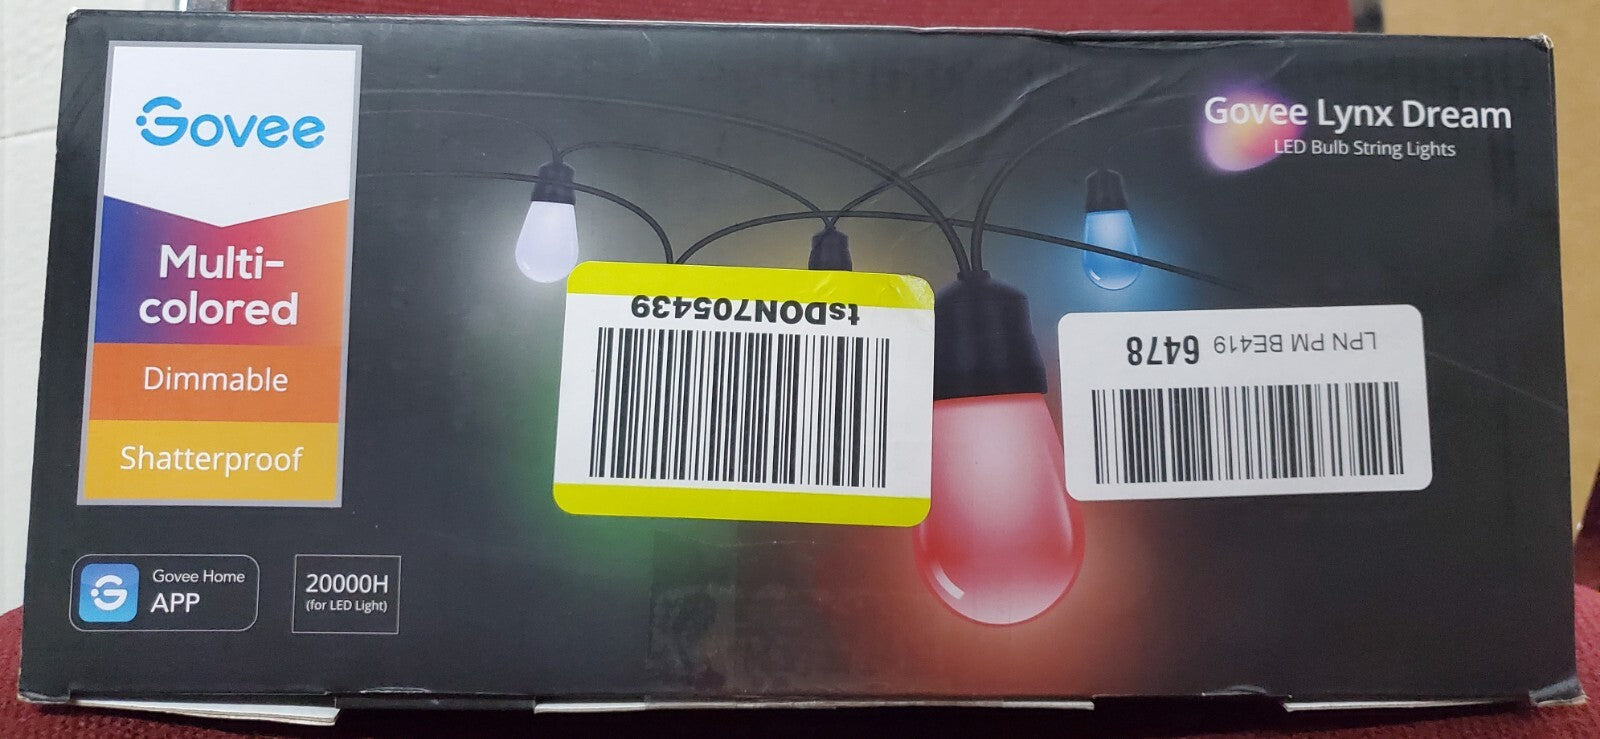 Govee
Multi-
colored
Dimmable
Shatterproof
Govee Home
APP
20000H
(for LED Light)
Govee Lynx Dream
LED Bulb String Lights
tsDON705439
LPN PM BE419 6478